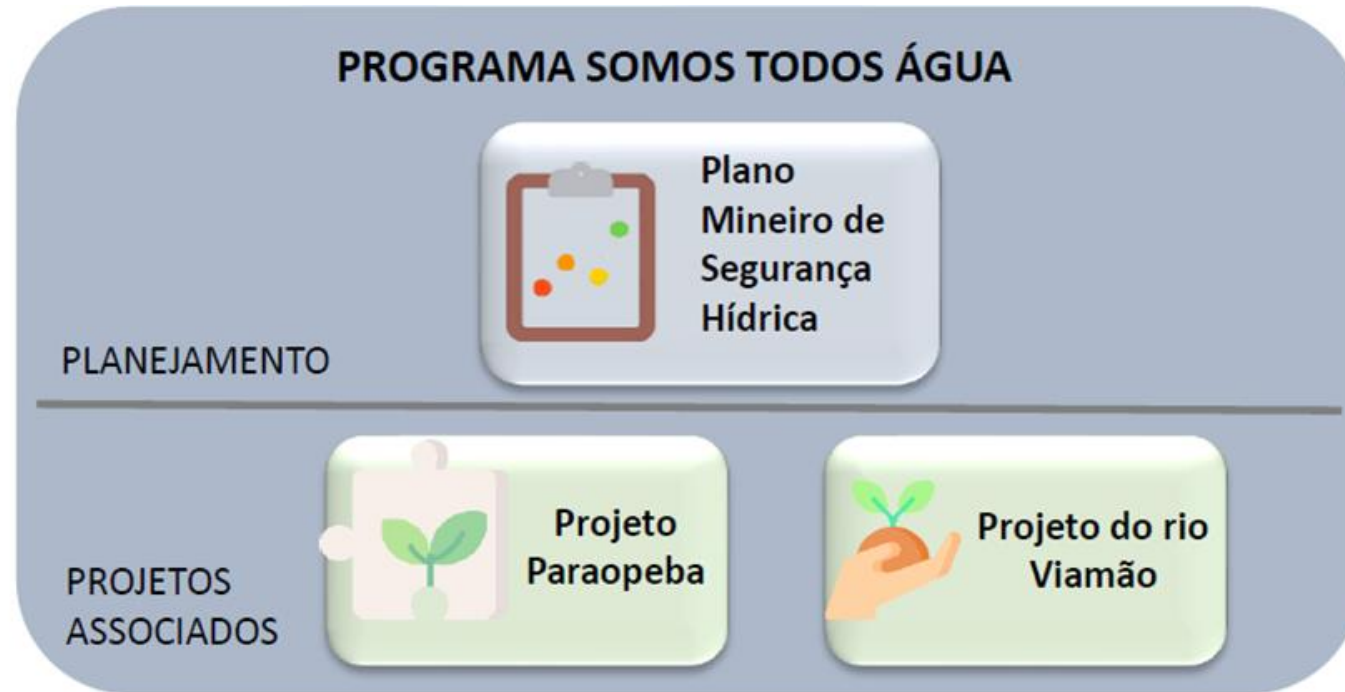 PROGRAMA SOMOS TODOS ÁGUA
Plano
Mineiro de
Segurança
Hídrica
PLANEJAMENTO
Projeto
Paraopeba
Projeto do rio
Viamão
PROJETOS
ASSOCIADOS